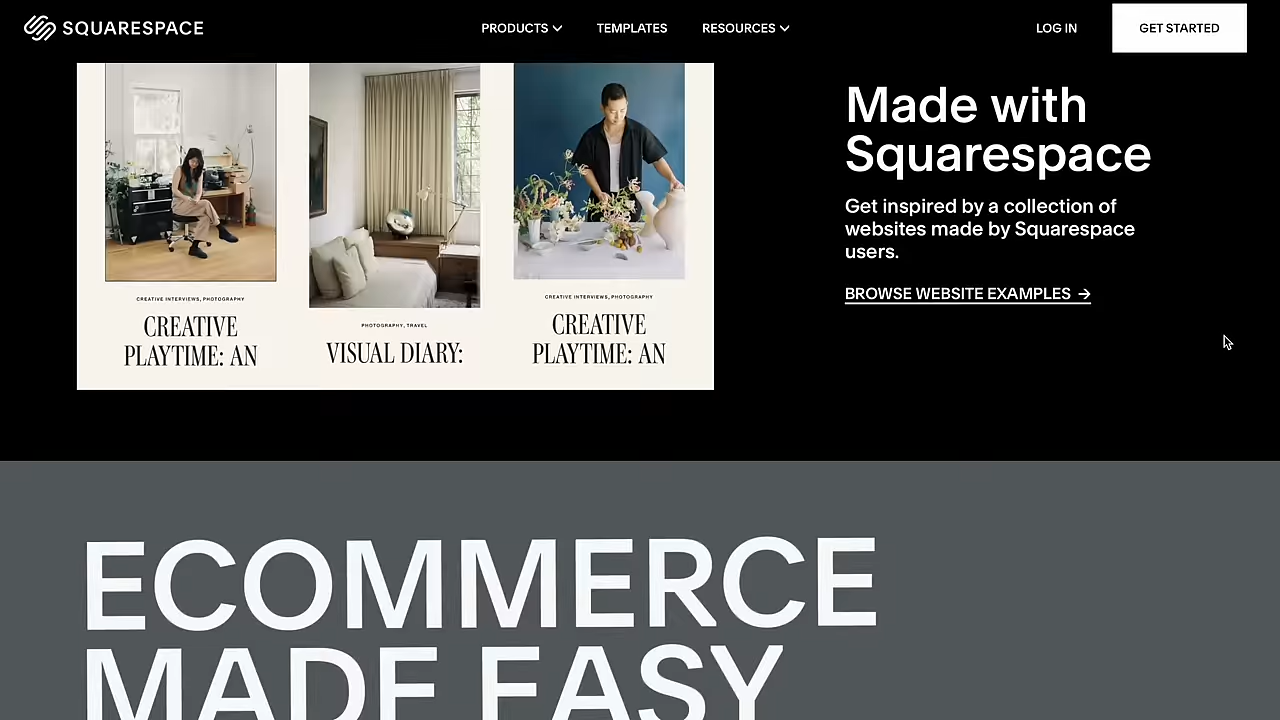 SQUARESPACE
PRODUCTS
TEMPLATES
RESOURCES
LOG IN
GET STARTED
CREATIVE INTERVIEWS, PHOTOGRAPHY
CREATIVE
PLAYTIME: AN
PHOTOGRAPHY, TRAVEL
VISUAL DIARY:
CREATIVE INTERVIEWS, PHOTOGRAPHY
CREATIVE
PLAYTIME: AN
Made with
Squarespace
Get inspired by a collection of
websites made by Squarespace
users.
BROWSE WEBSITE EXAMPLES →
ECOMMERCE
MADE EASY